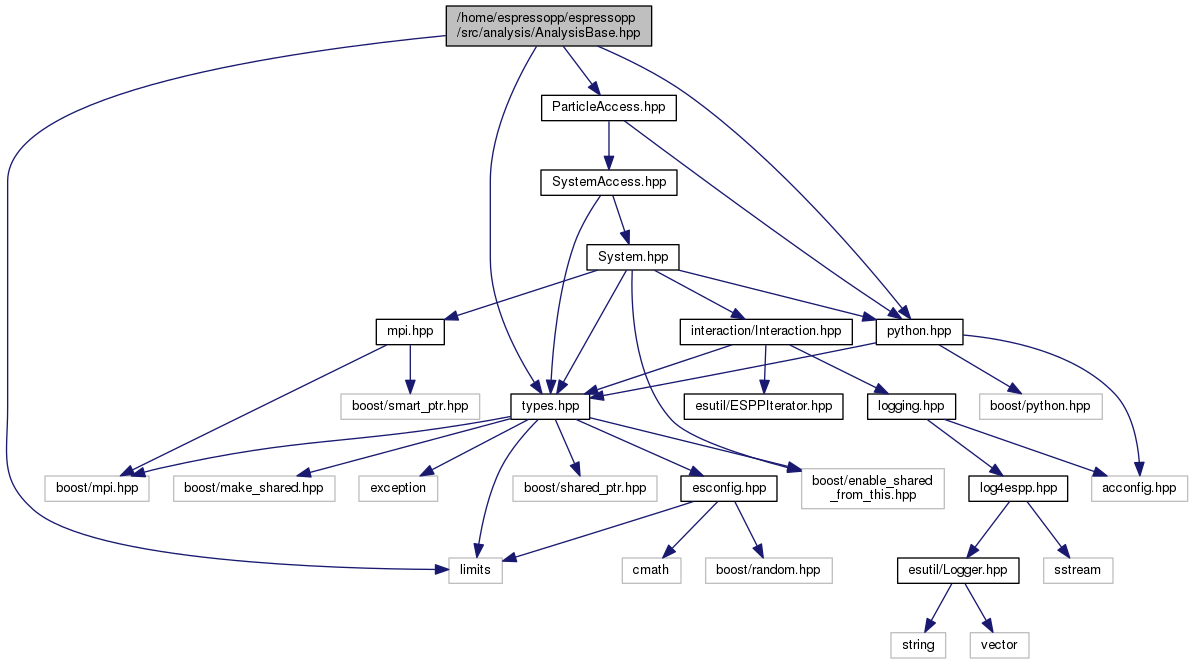 /home/espressopp/espressopp
/src/analysis/AnalysisBase.hpp
ParticleAccess.hpp
SystemAccess.hpp
System.hpp
mpi.hpp
interaction/Interaction.hpp
python.hpp
boost/smart_ptr.hpp
types.hpp
esutil/ESPPIterator.hpp
logging.hpp
boost/python.hpp
boost/mpi.hpp
boost/make_shared.hpp
exception
boost/shared_ptr.hpp
esconfig.hpp
boost/enable_shared
_from_this.hpp
log4espp.hpp
acconfig.hpp
limits
cmath
boost/random.hpp
esutil/Logger.hpp
sstream
string
vector